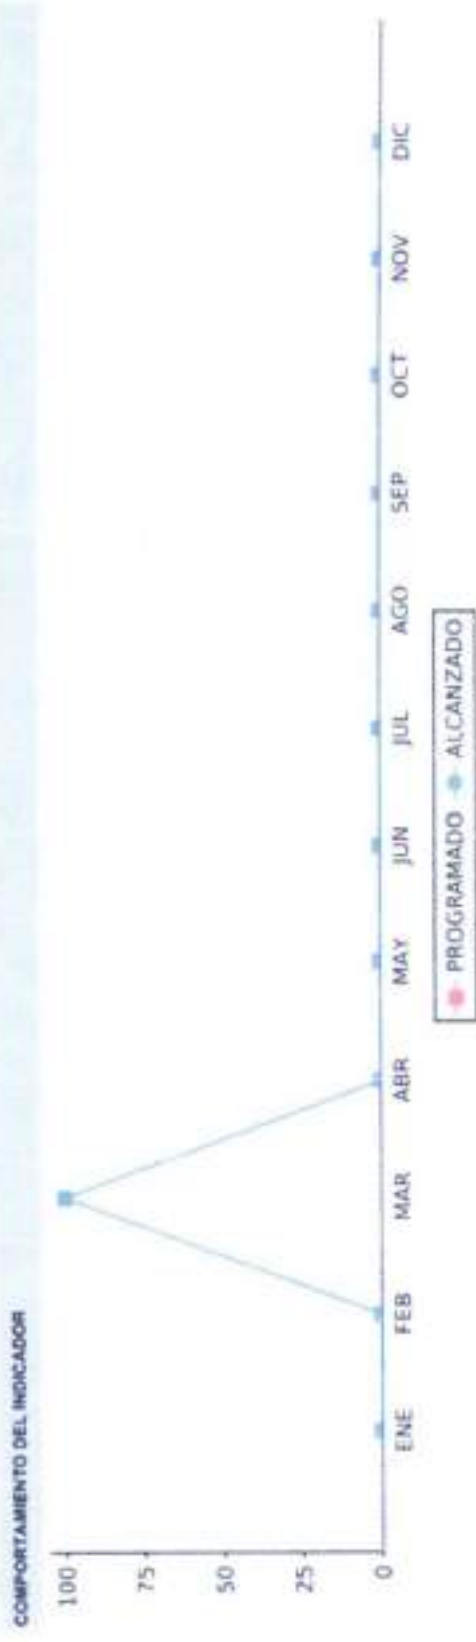 COMPORTAMIENTO DEL INDICADOR
100
75
50
25
0
ENE FEB MAR ABR MAY JUN JUL AGO SEP OCT NOV DIC
PROGRAMADO ALCANZADO